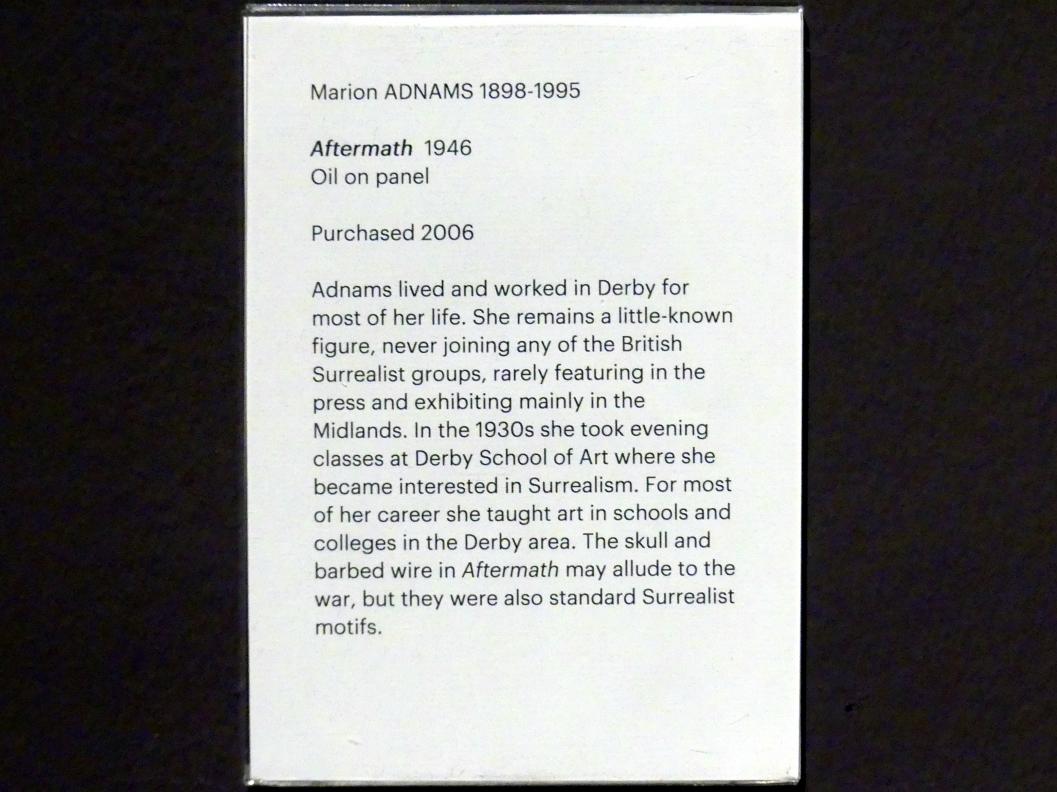 Marion ADNAMS 1898-1995
Aftermath 1946
Oil on panel
Purchased 2006
Adnams lived and worked in Derby for
most of her life. She remains a little-known
figure, never joining any of the British
Surrealist groups, rarely featuring in the
press and exhibiting mainly in the
Midlands. In the 1930s she took evening
classes at Derby School of Art where she
became interested in Surrealism. For most
of her career she taught art in schools and
colleges in the Derby area. The skull and
barbed wire in Aftermath may allude to the
war, but they were also standard Surrealist
motifs.